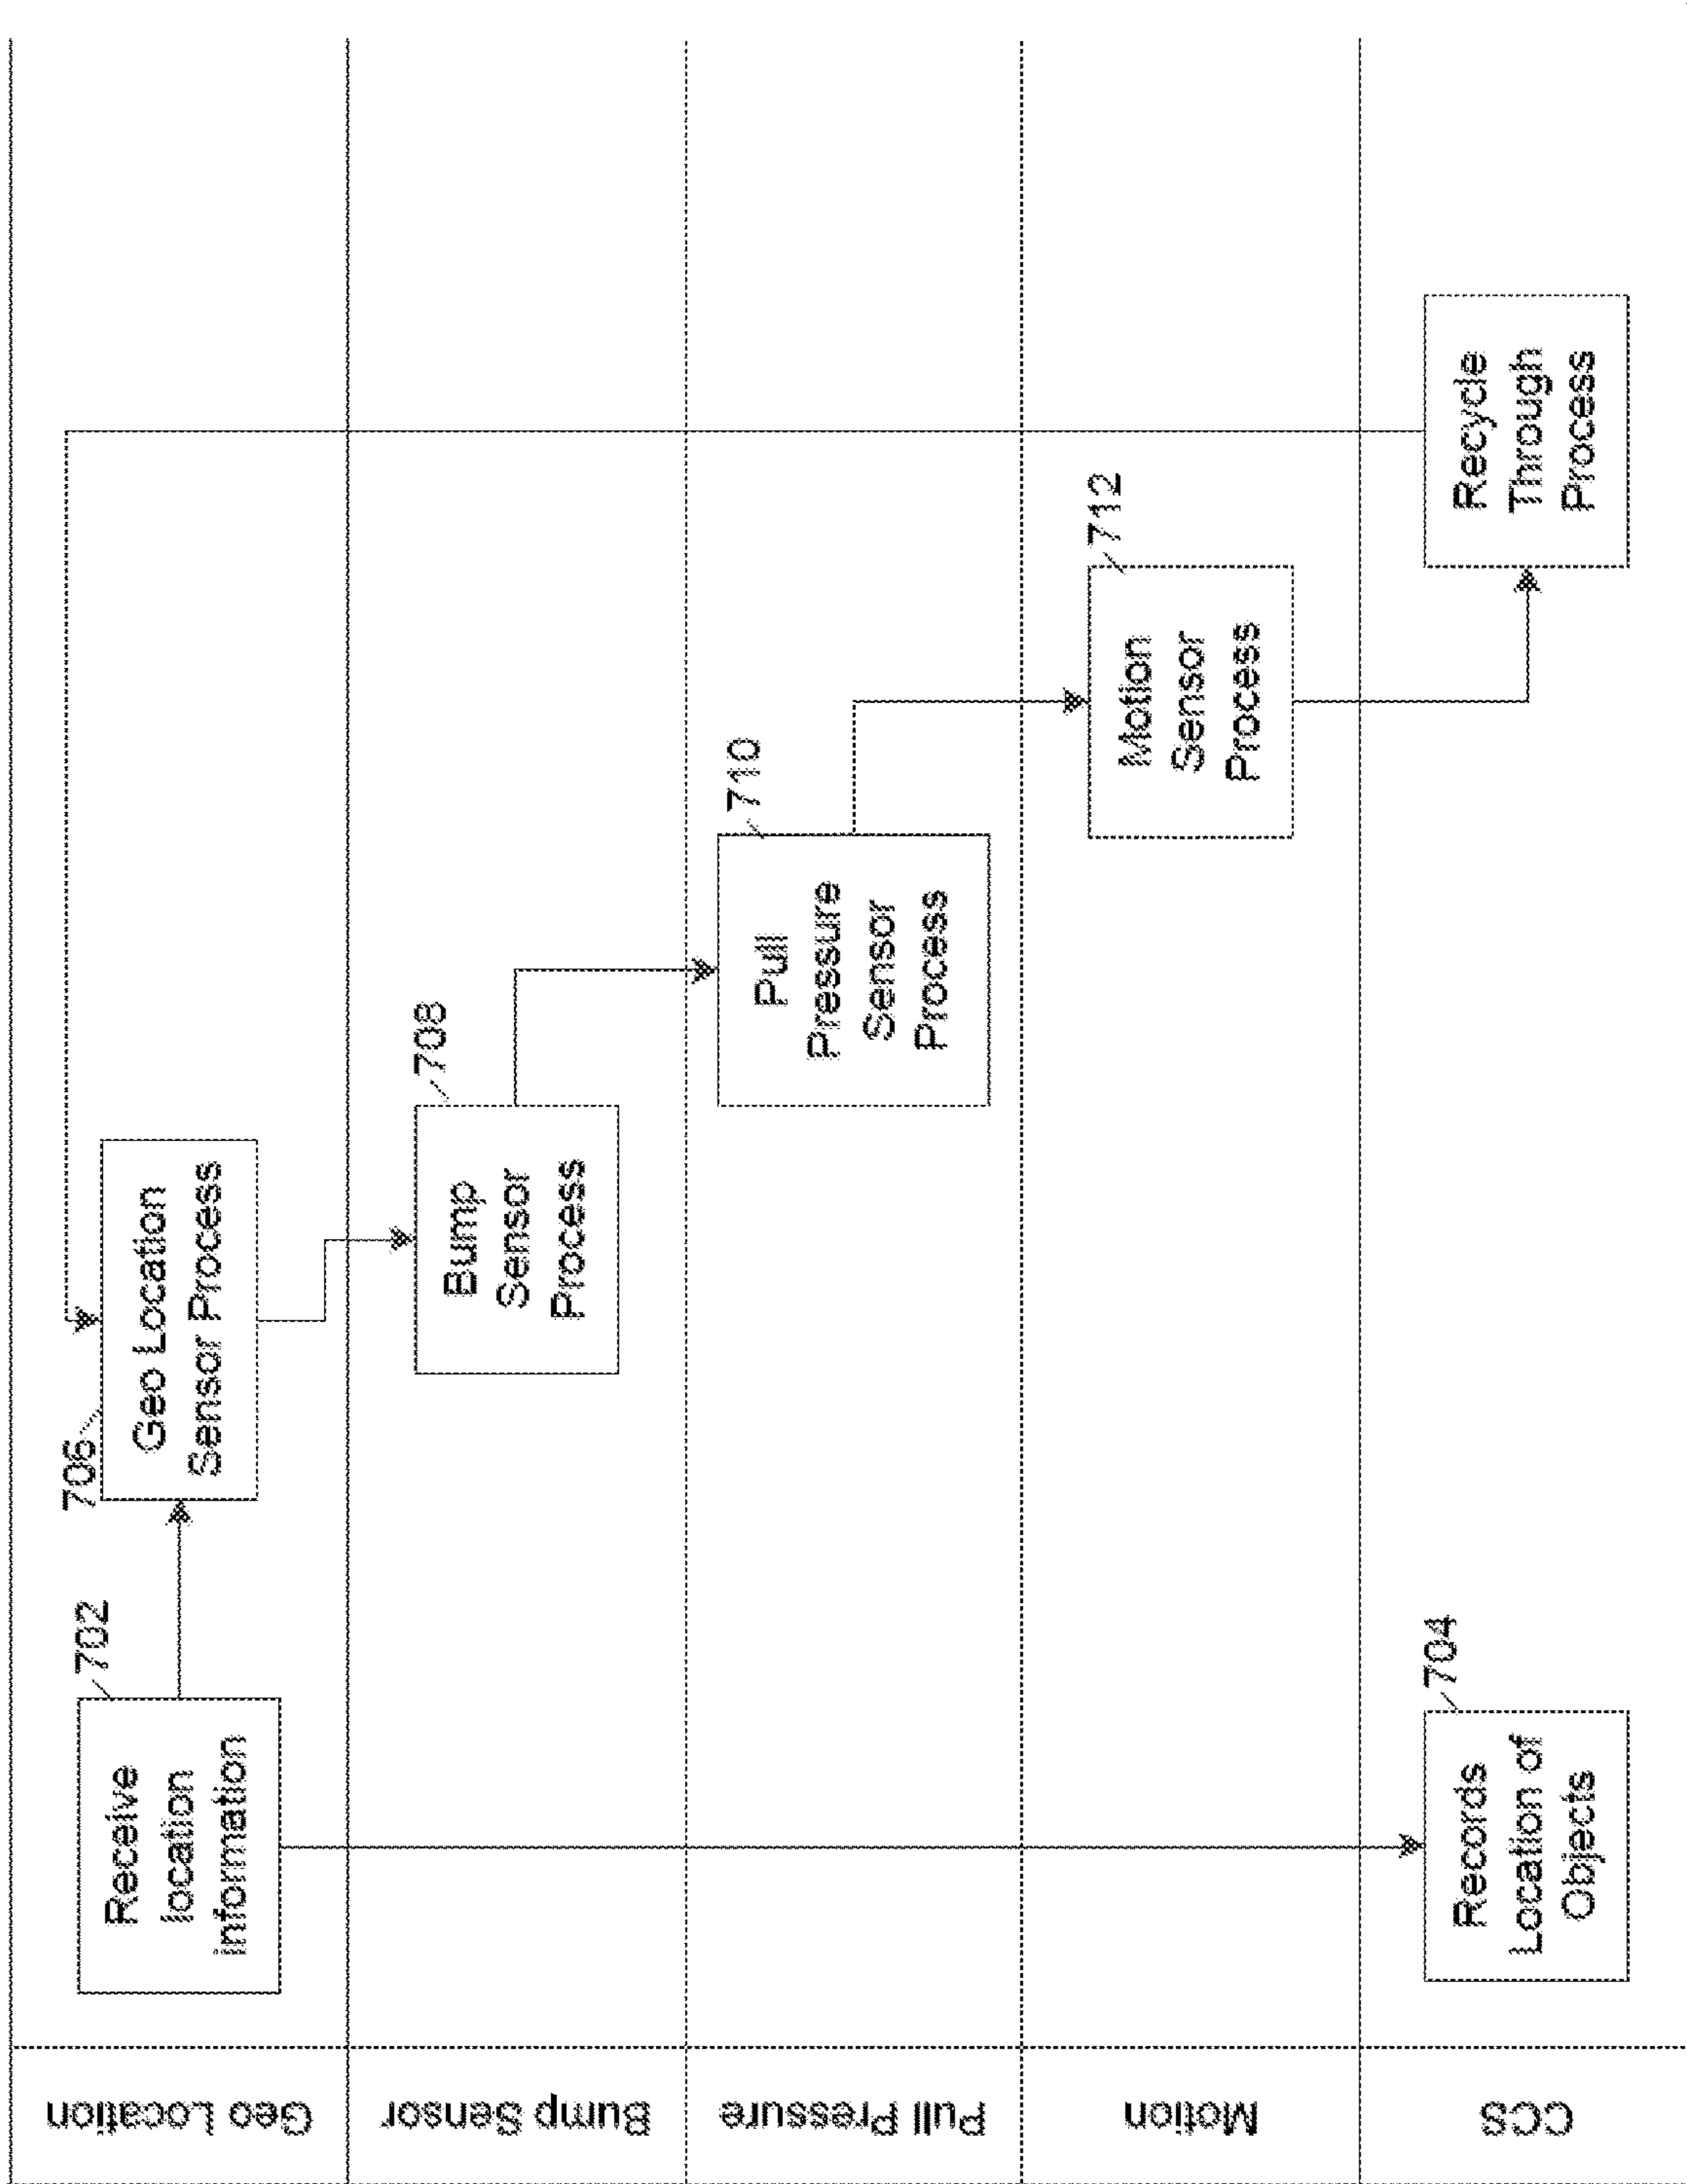 Geo Location
Bump Sensor
Pull Pressure
Motion
CCS
702
Receive
location
information
706
Geo Location
Sensor Process
708
Bump
Sensor
Process
710
Pull
Pressure
Sensor
Process
712
Motion
Sensor
Process
704
Records
Location of
Objects
Recycle
Through
Process